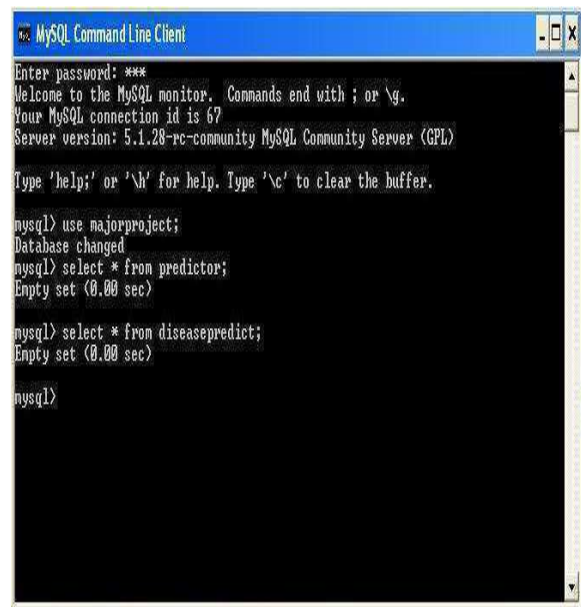 MySQL Command Line Client
Enter password: ***
Welcome to the MySQL monitor.  Commands end with ; or \g.
Your MySQL connection id is 67
Server version: 5.1.28-rc-community MySQL Community Server (GPL)
Type 'help;' or '\h' for help. Type '\c' to clear the buffer.
mysql> use majorproject;
Database changed
mysql> select * from predictor;
Empty set (0.00 sec)
mysql> select * from diseasepredict;
Empty set (0.00 sec)
mysql>